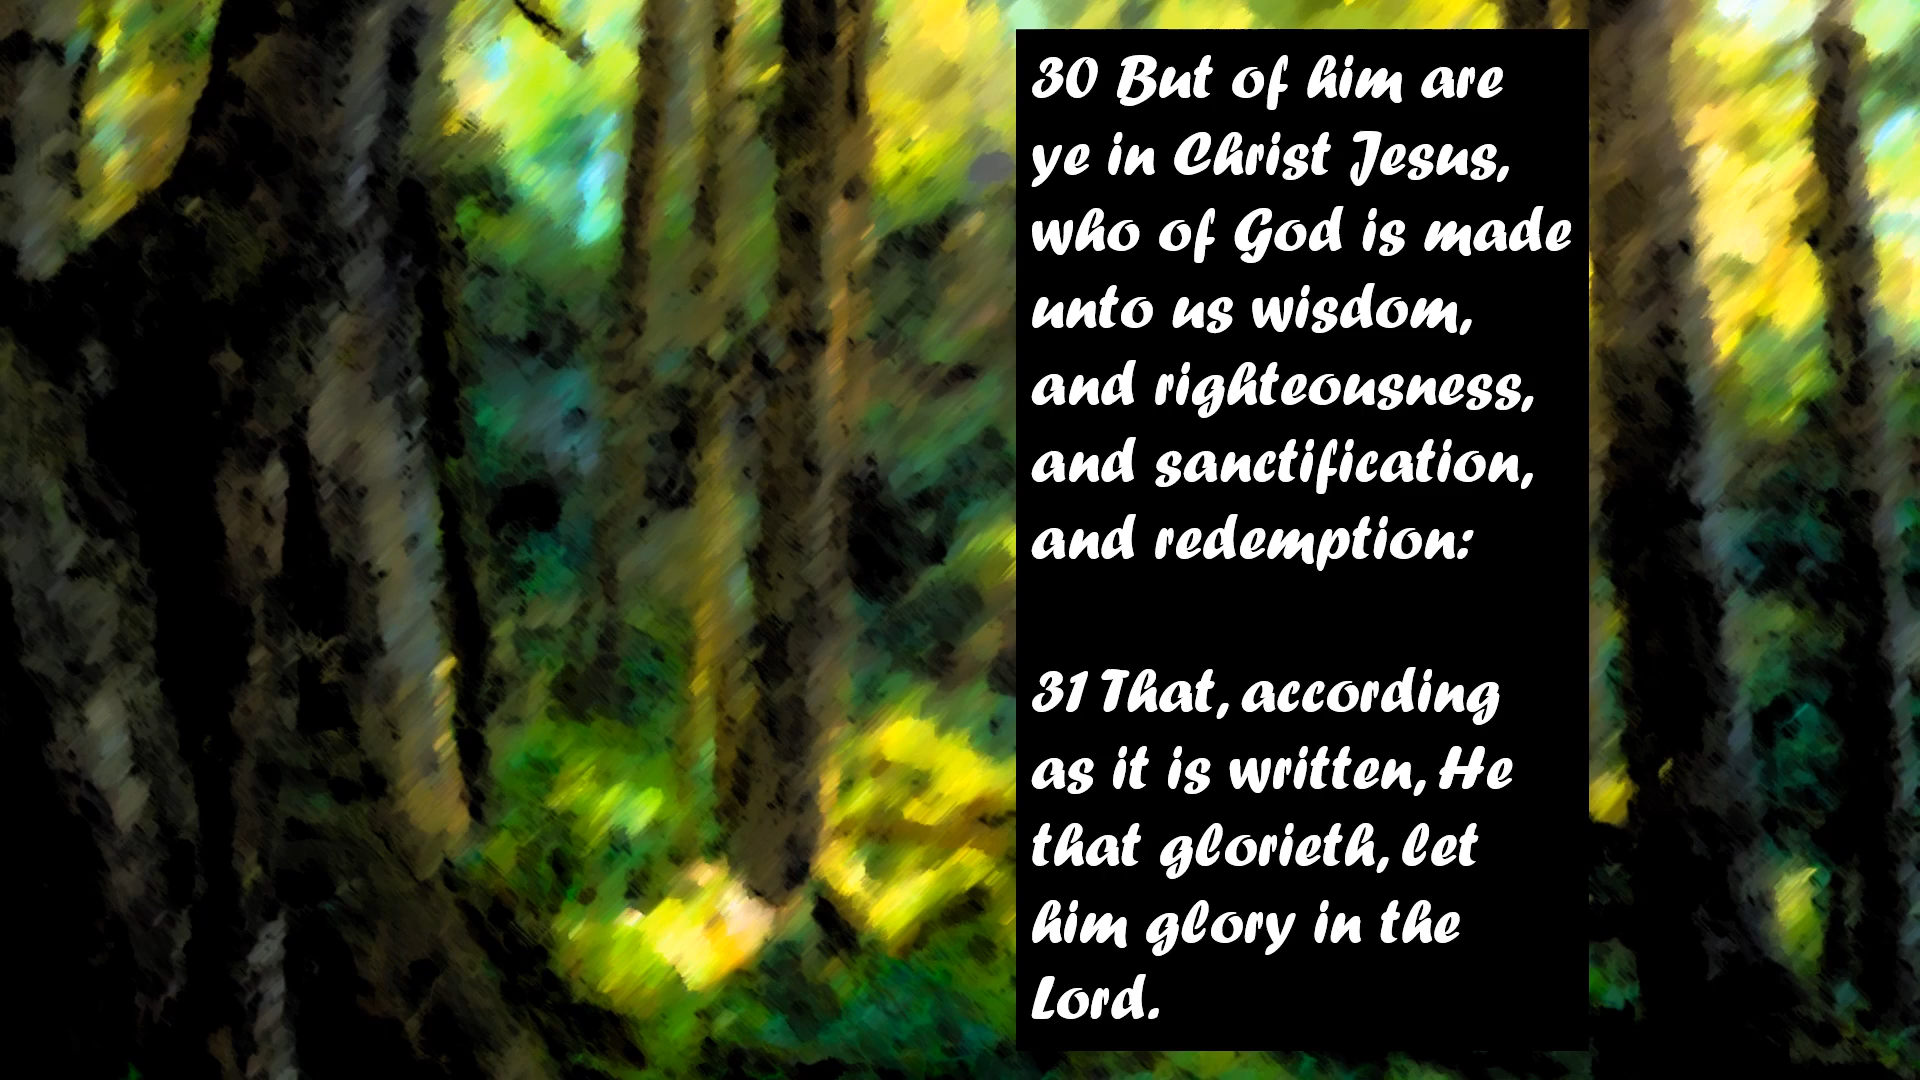 30 But of him are
ye in Christ Jesus,
who of God is made
unto us wisdom,
and righteousness,
and sanctification,
and redemption:
31 That, according
as it is written, He
that glorieth, let
him glory in the
Lord.